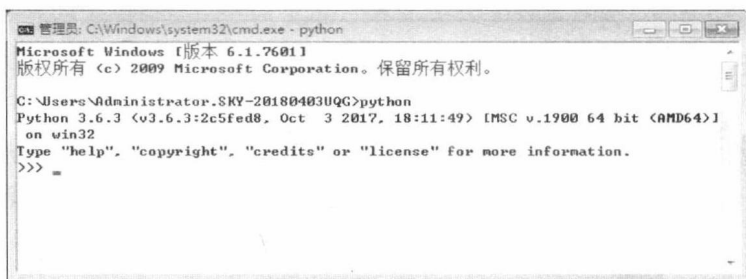 管理员: C:\Windows\system32\cmd.exe - python
Microsoft Windows [版本 6.1.7601]
版权所有 (c) 2009 Microsoft Corporation。保留所有权利。
C:\Users\Administrator.SKY-20180403UQG>python
Python 3.6.3 (v3.6.3:2c5fed8, Oct  3 2017, 18:11:49) [MSC v.1900 64 bit (AMD64)]
 on win32
Type "help", "copyright", "credits" or "license" for more information.
>>> _